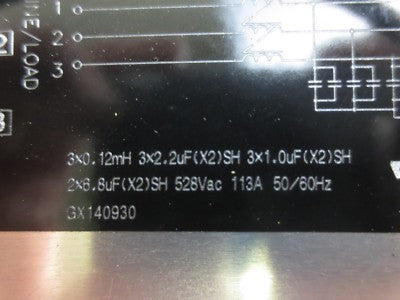 1
2
3
LINE/LOAD
3×0.12mH 3×2.2uF(X2)SH 3×1.0uF(X2)SH
2×6.8uF(X2)SH 528Vac 113A 50/60Hz
GX140930